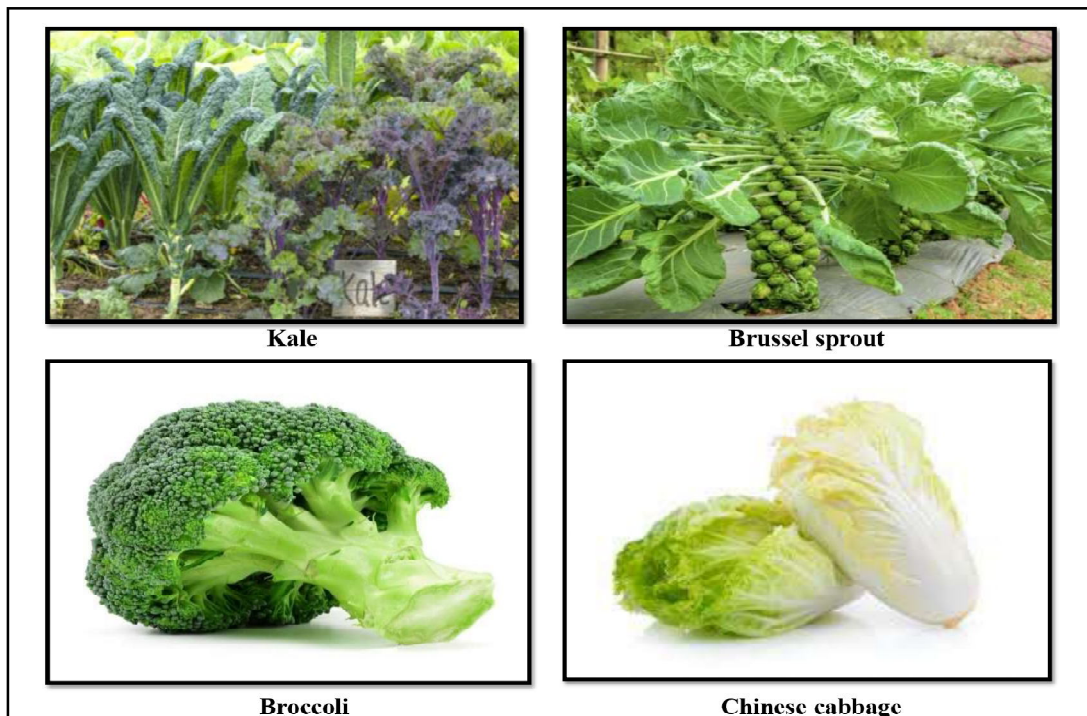 Kale
Kale
Brussel sprout
Broccoli
Chinese cabbage